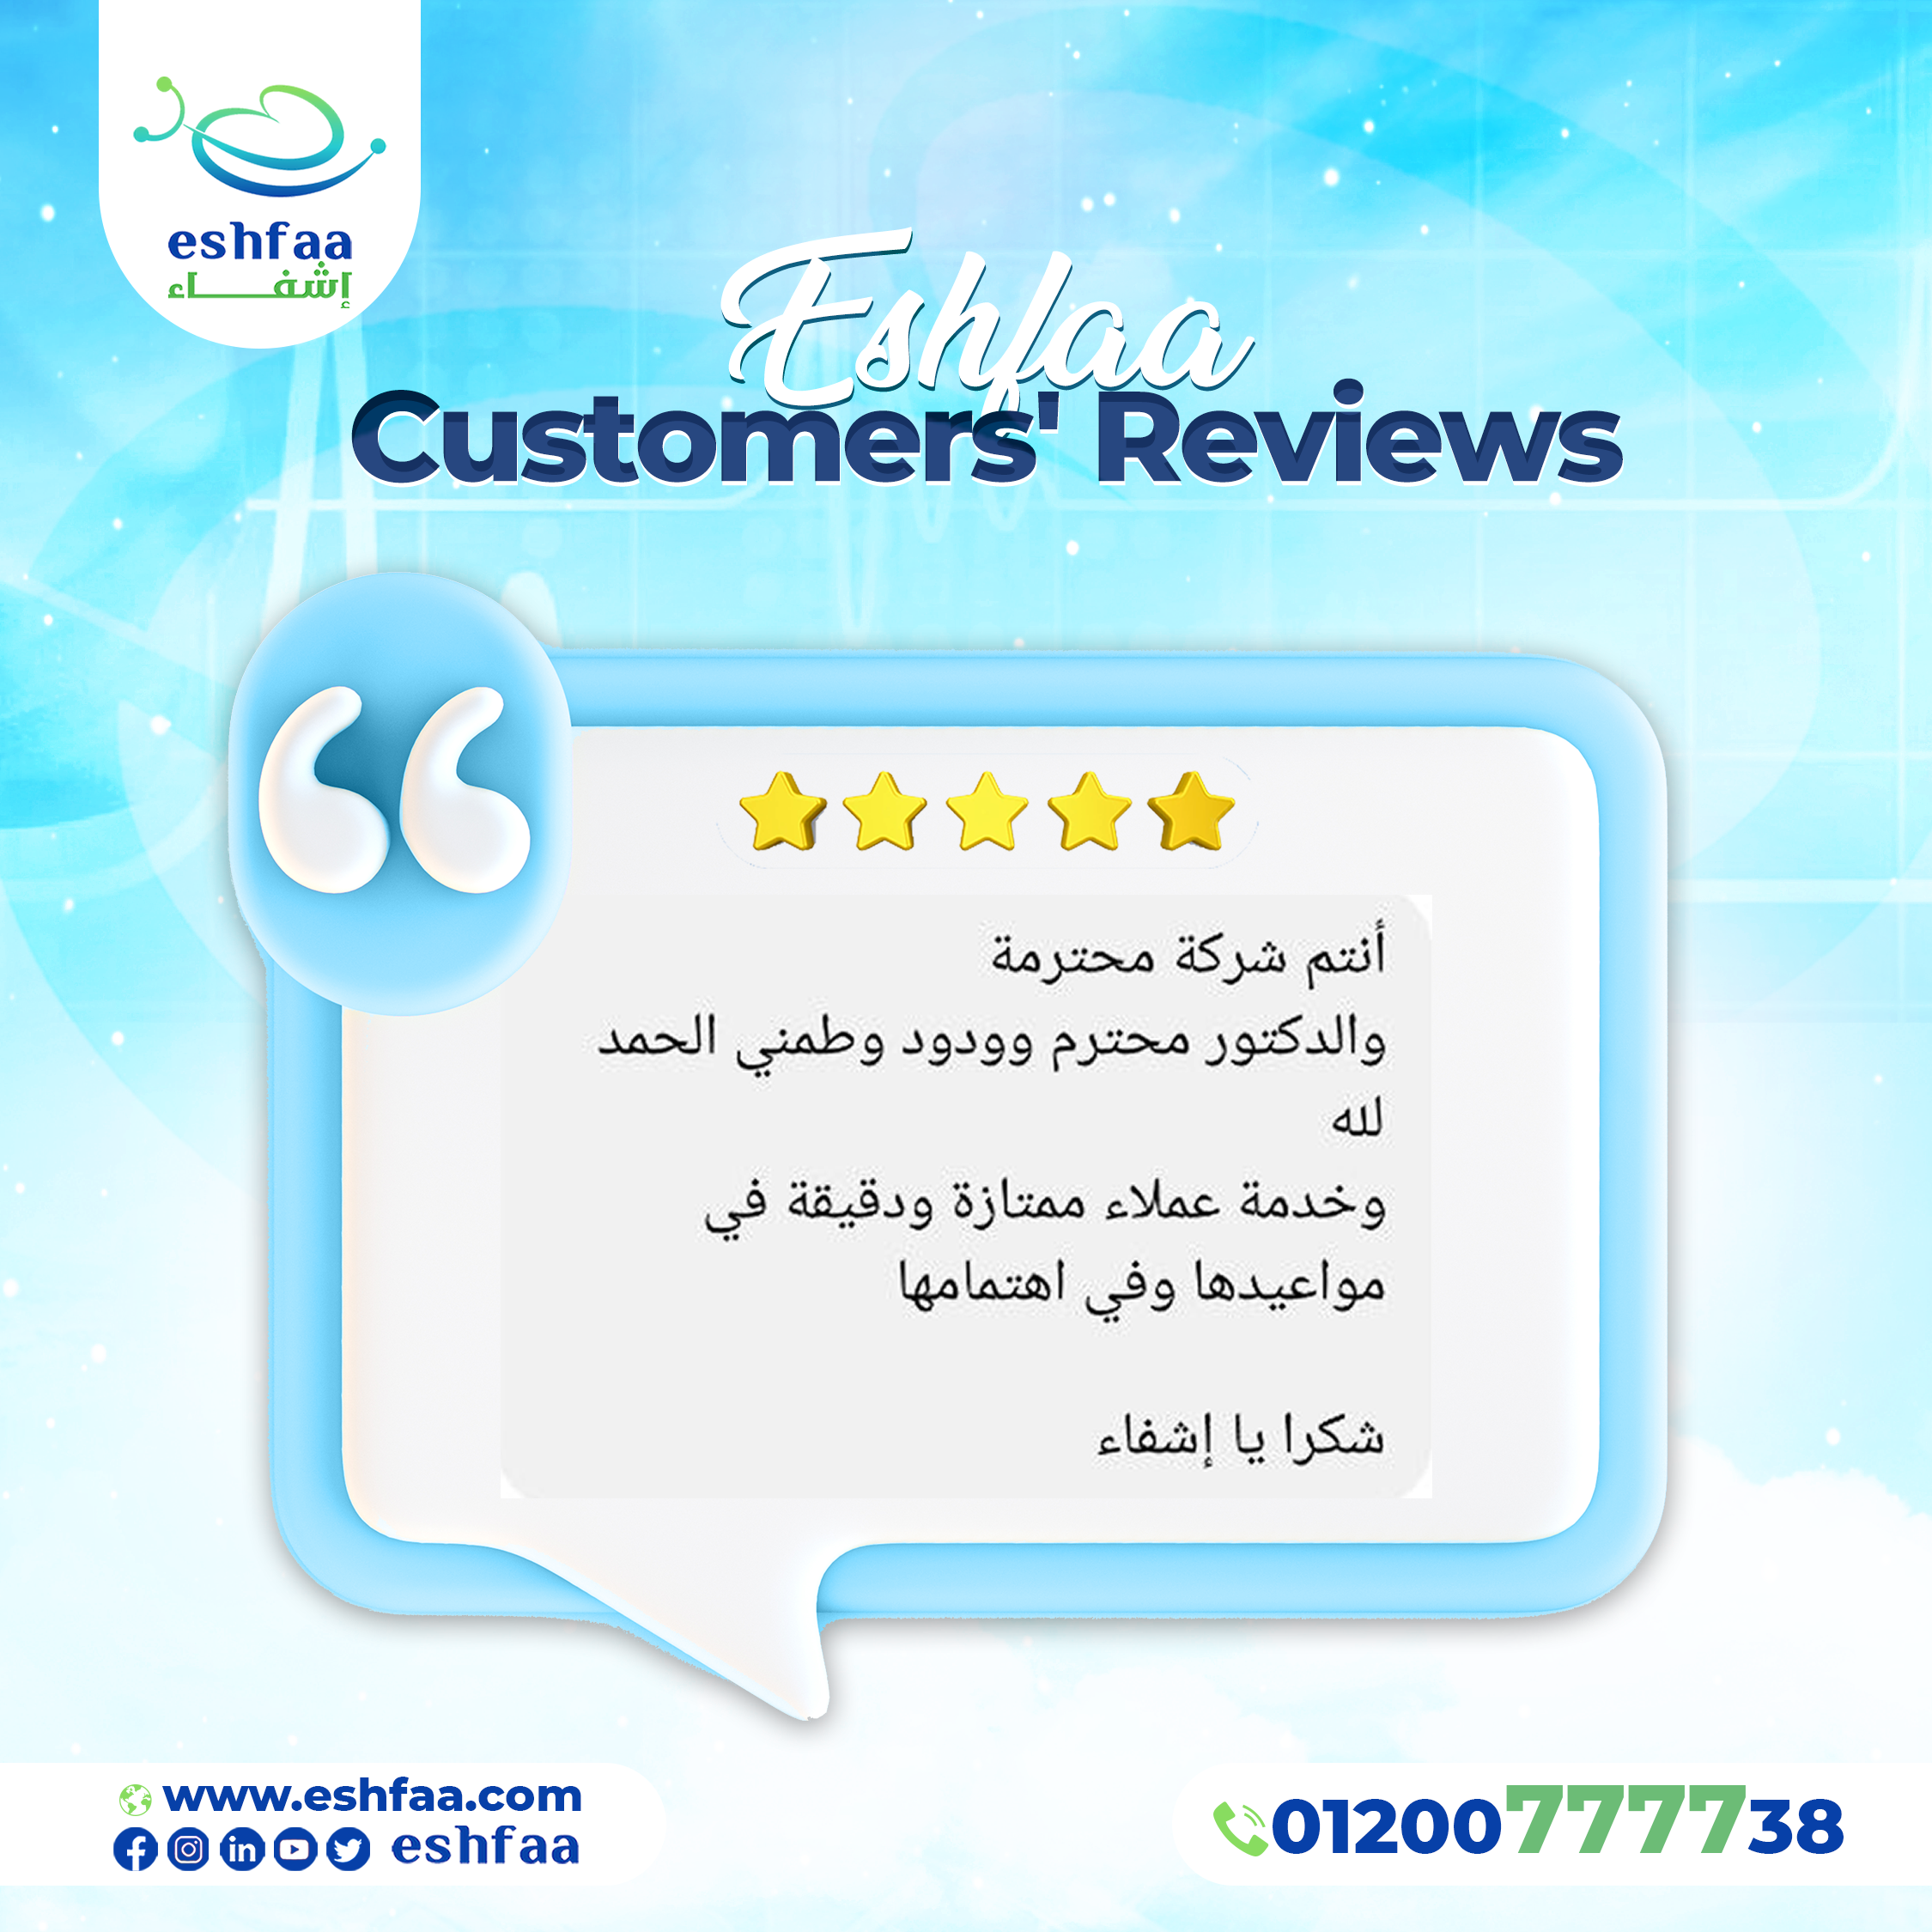 eshfaa
إشفاء
Eshfaa
Customers' Reviews
أنتم شركة محترمة
والدكتور محترم وودود وطمني الحمد
لله
وخدمة عملاء ممتازة ودقيقة في
مواعيدها وفي اهتمامها
شكرا يا إشفاء
www.eshfaa.com
eshfaa
01200777738